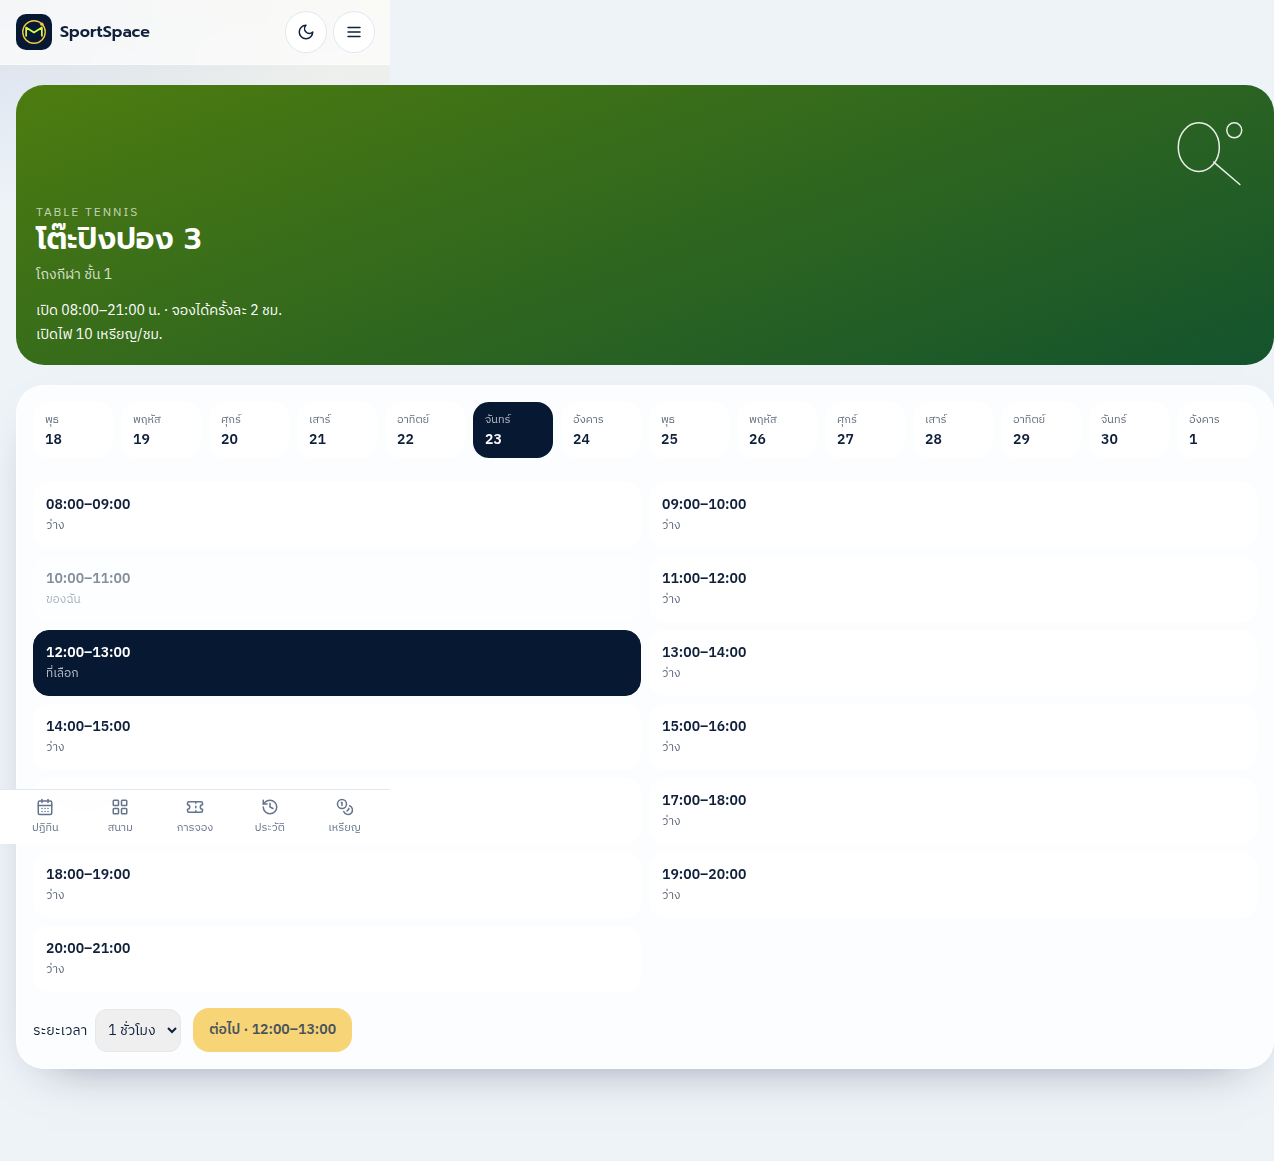 SportSpace
TABLE TENNIS
โต๊ะปิงปอง 3
โถงกีฬา ชั้น 1
เปิด 08:00–21:00 น. · จองได้ครั้งละ 2 ชม.
เปิดไฟ 10 เหรียญ/ชม.
พุธ
18
พฤหัส
19
ศุกร์
20
เสาร์
21
อาทิตย์
22
จันทร์
23
อังคาร
24
พุธ
25
พฤหัส
26
ศุกร์
27
เสาร์
28
อาทิตย์
29
จันทร์
30
อังคาร
1
08:00–09:00
ว่าง
09:00–10:00
ว่าง
10:00–11:00
ของฉัน
11:00–12:00
ว่าง
12:00–13:00
ที่เลือก
13:00–14:00
ว่าง
14:00–15:00
ว่าง
15:00–16:00
ว่าง
17:00–18:00
ว่าง
ปฏิทิน
สนาม
การจอง
ประวัติ
เหรียญ
18:00–19:00
ว่าง
19:00–20:00
ว่าง
20:00–21:00
ว่าง
ระยะเวลา
1 ชั่วโมง
ต่อไป · 12:00–13:00